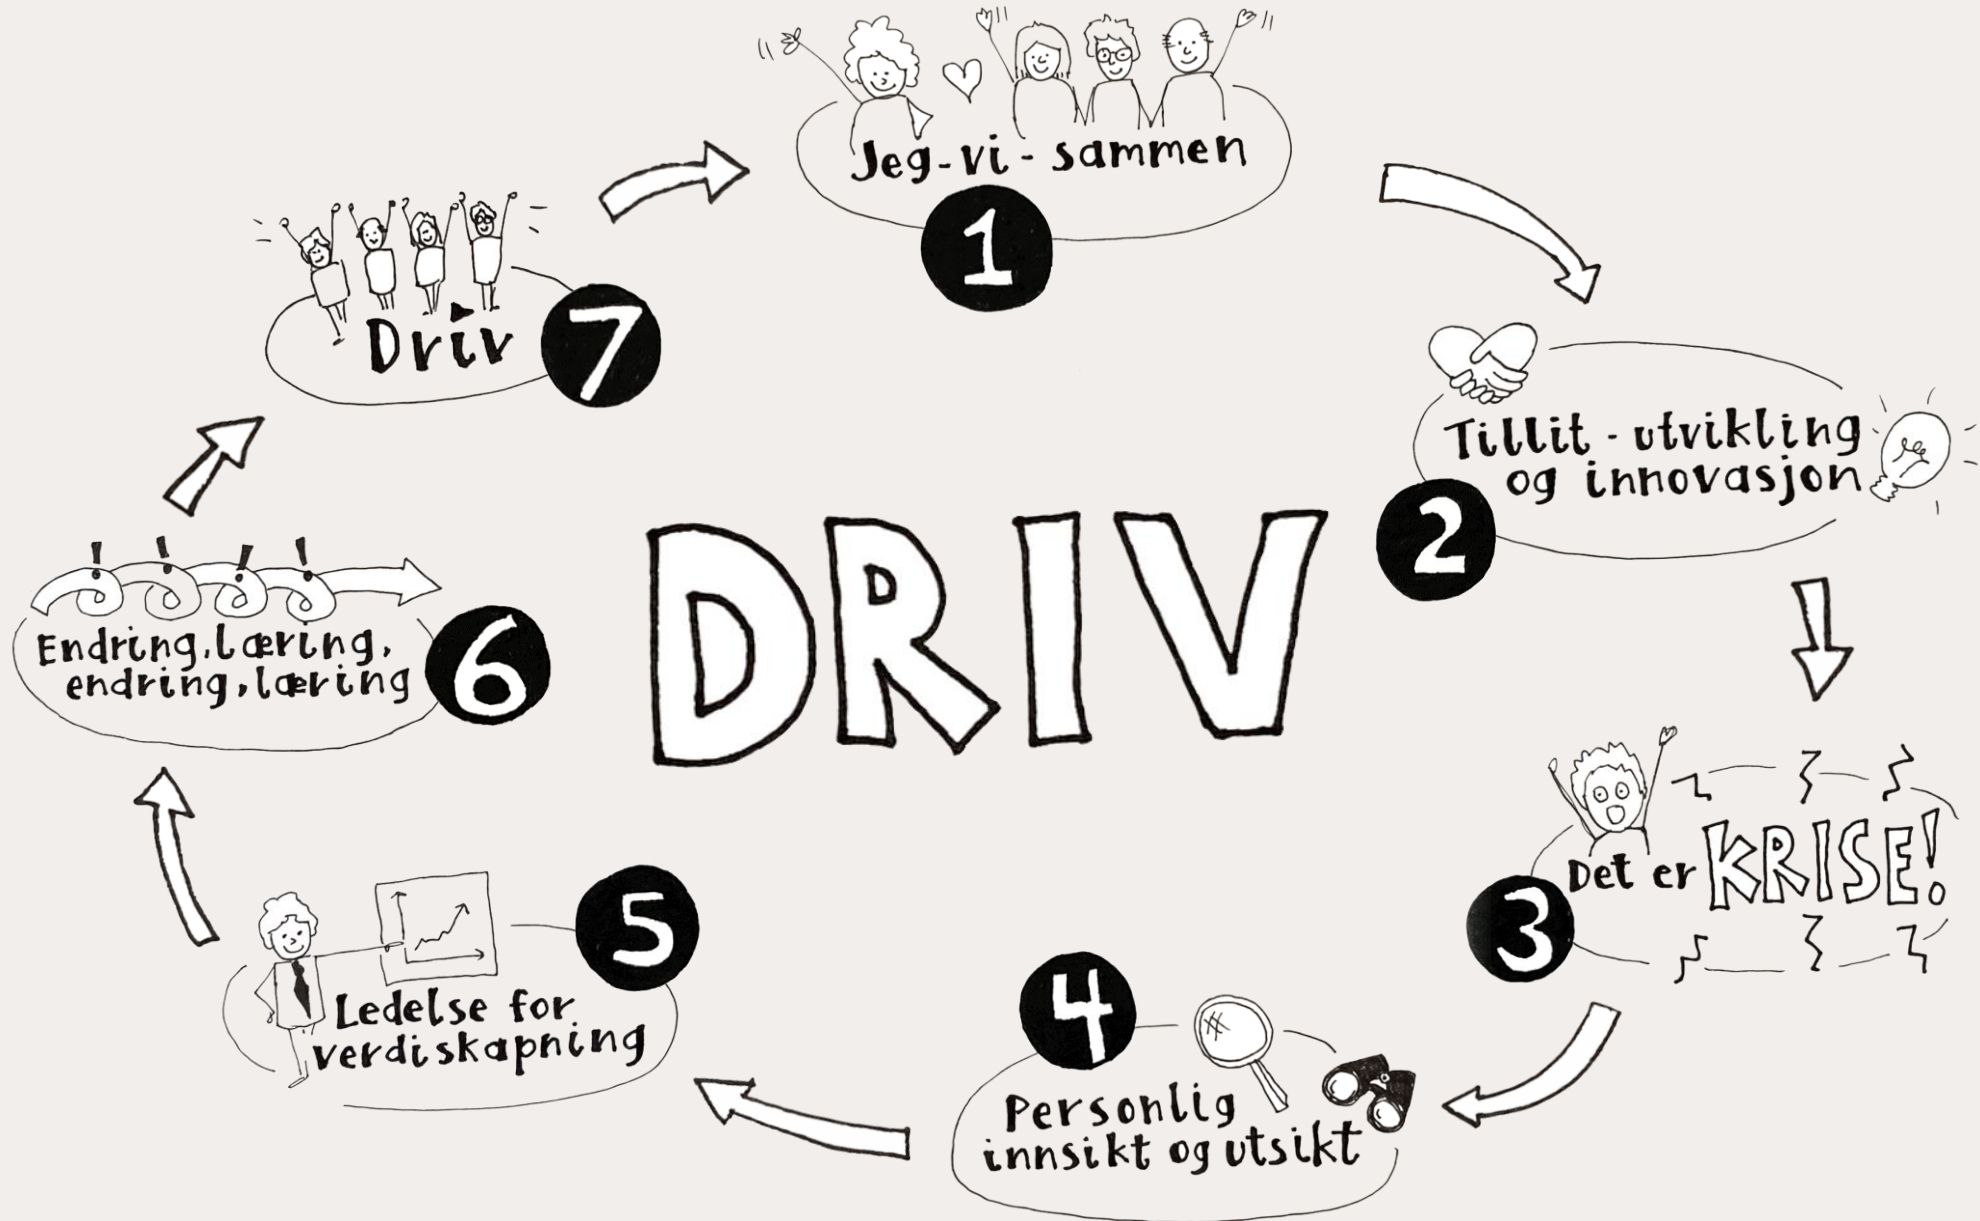 Jeg-vi-sammen
1
Tillit - utvikling
og innovasjon
2
Det er KRISE!
3
4
Personlig
innsikt og utsikt
5
Ledelse for
verdiskapning
Endring, læring,
endring, læring
6
Driv
7
DRIV